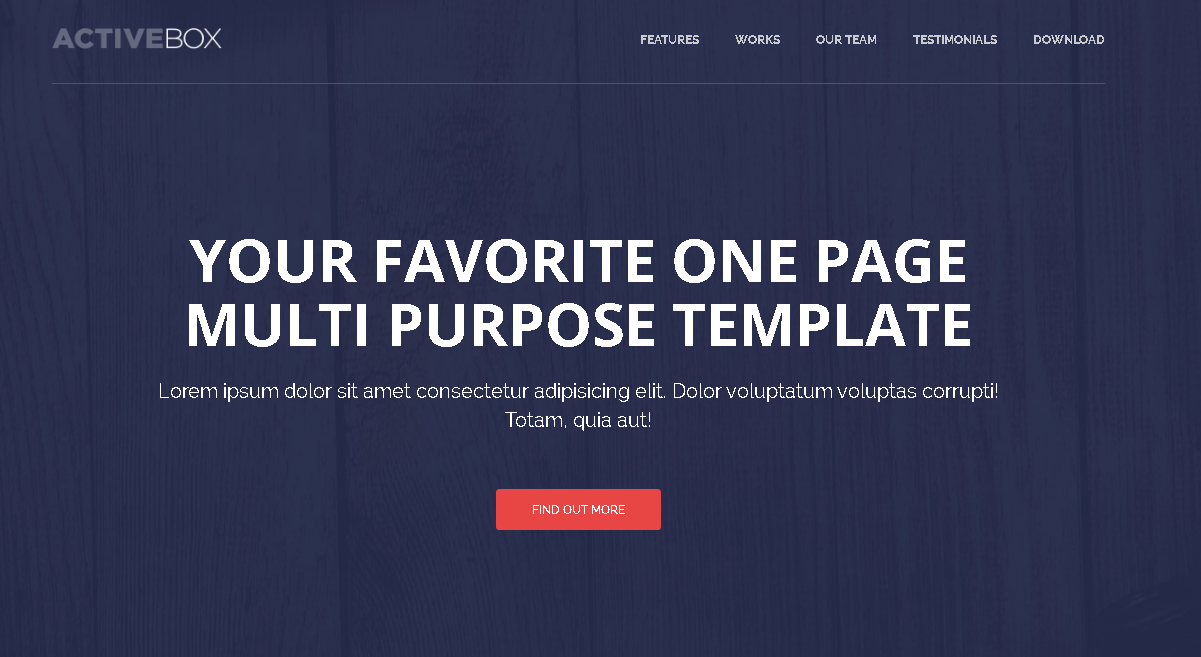 ACTIVEBOX
FEATURES WORKS OUR TEAM TESTIMONIALS DOWNLOAD
YOUR FAVORITE ONE PAGE
MULTI PURPOSE TEMPLATE
Lorem ipsum dolor sit amet consectetur adipisicing elit. Dolor voluptatum voluptas corrupti!
Totam, quia aut!
FIND OUT MORE